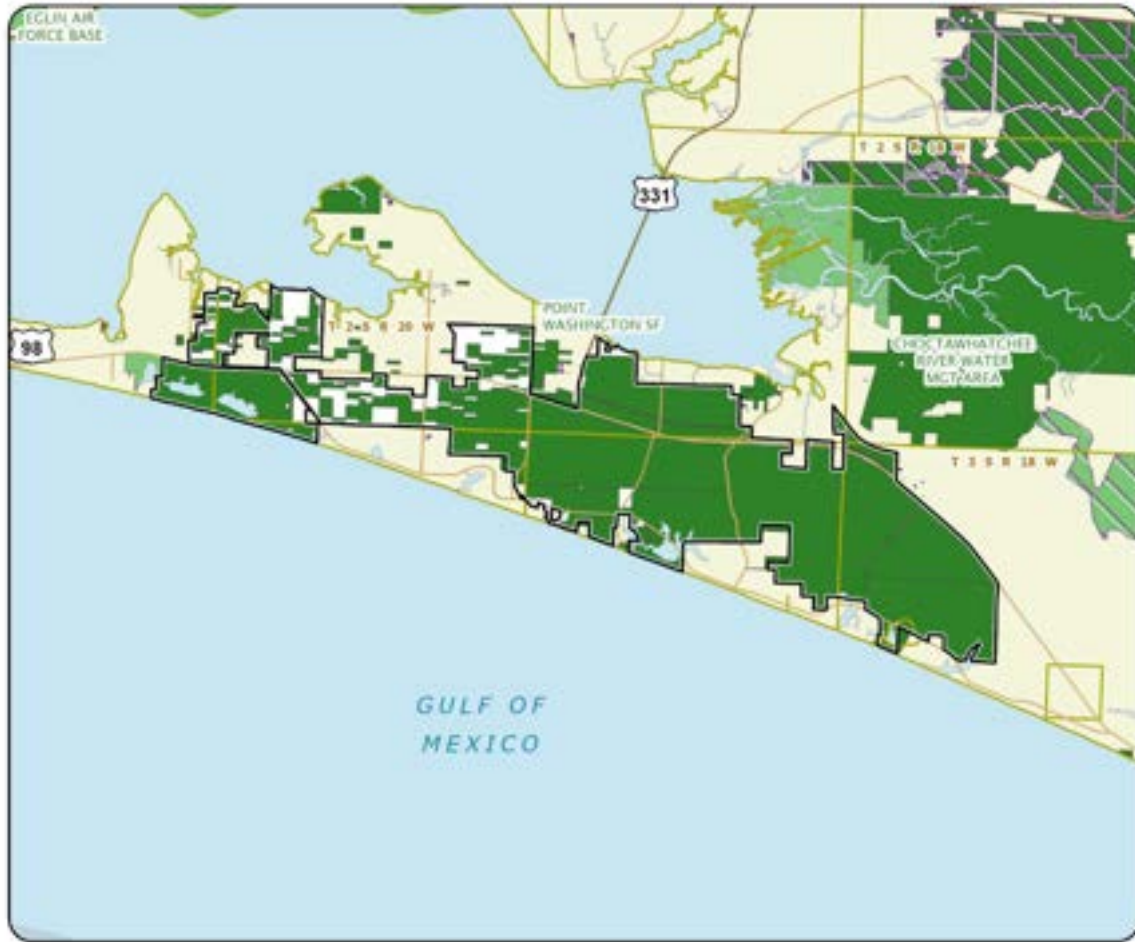 EGLIN AIR
FORCE BASE
T 2 S R 18 W
331
POINT
WASHINGTON SF
T 2 S R 20 W
98
CHOCTAWHATCHEE
RIVER WATER
MGT AREA
T 3 S R 18 W
GULF OF
MEXICO